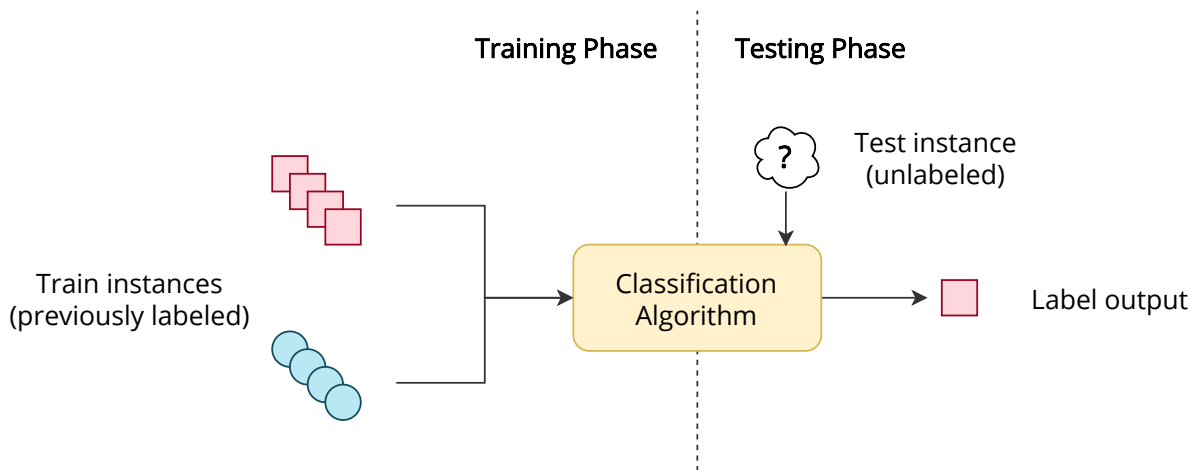 Training Phase
Testing Phase
?
Test instance
(unlabeled)
Train instances
(previously labeled)
Classification
Algorithm
Label output